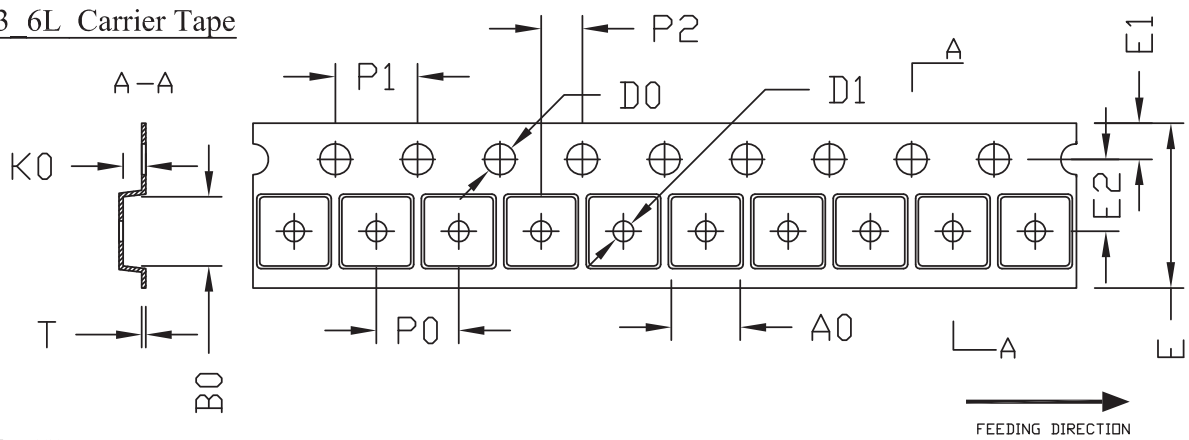 3_6L Carrier Tape
P2
A
E1
A-A
P1
D0
D1
K0
E2
T
P0
A0
A
E
B0
FEEDING DIRECTION